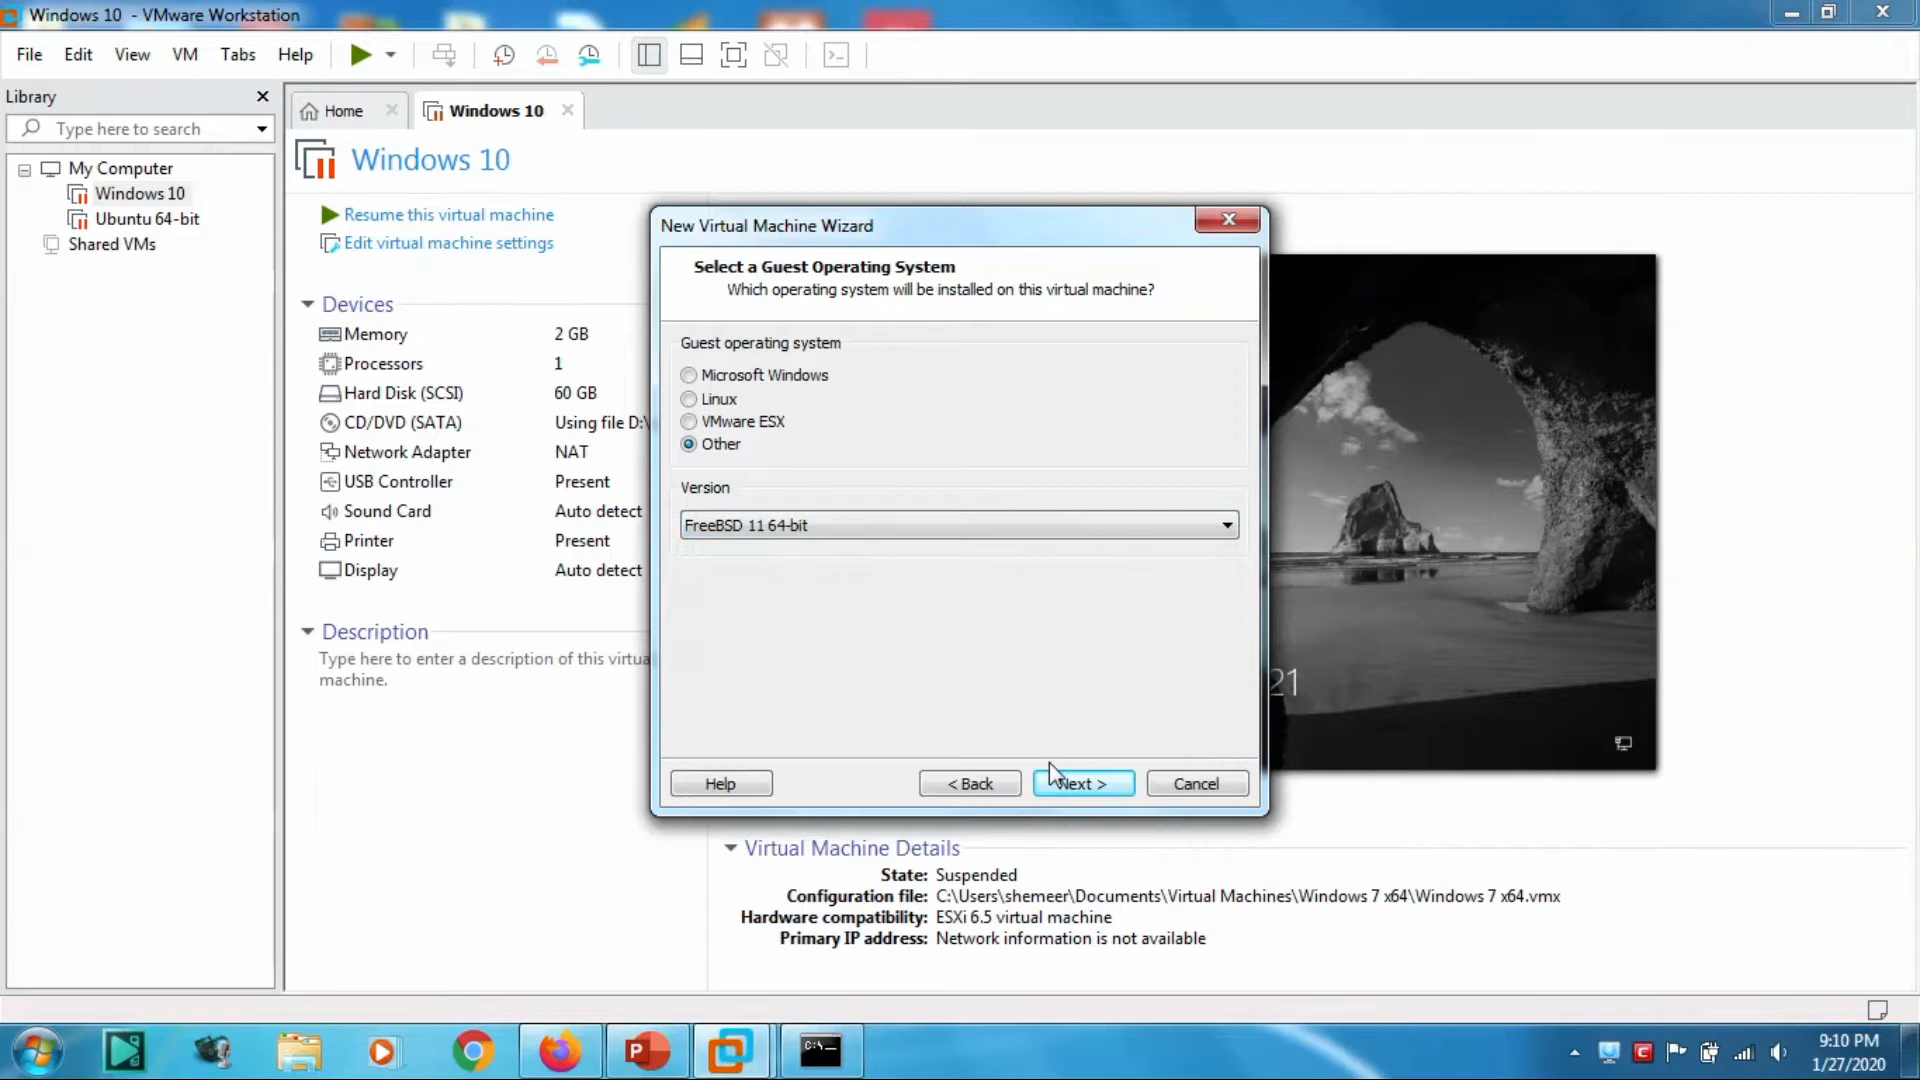 Windows 10 - VMware Workstation
File Edit View VM Tabs Help
Library
Type here to search
My Computer
Windows 10
Ubuntu 64-bit
Shared VMs
Home
Windows 10
Windows 10
Resume this virtual machine
Edit virtual machine settings
Devices
Memory 2 GB
Processors 1
Hard Disk (SCSI) 60 GB
CD/DVD (SATA) Using file D:\
Network Adapter NAT
USB Controller Present
Sound Card Auto detect
Printer Present
Display Auto detect
Description
Type here to enter a description of this virtua
machine.
New Virtual Machine Wizard
Select a Guest Operating System
Which operating system will be installed on this virtual machine?
Guest operating system
Microsoft Windows
Linux
VMware ESX
Other
Version
FreeBSD 11 64-bit
Help < Back Next > Cancel
21
Virtual Machine Details
State: Suspended
Configuration file: C:\Users\shemeer\Documents\Virtual Machines\Windows 7 x64\Windows 7 x64.vmx
Hardware compatibility: ESXi 6.5 virtual machine
Primary IP address: Network information is not available
C:\
9:10 PM
1/27/2020